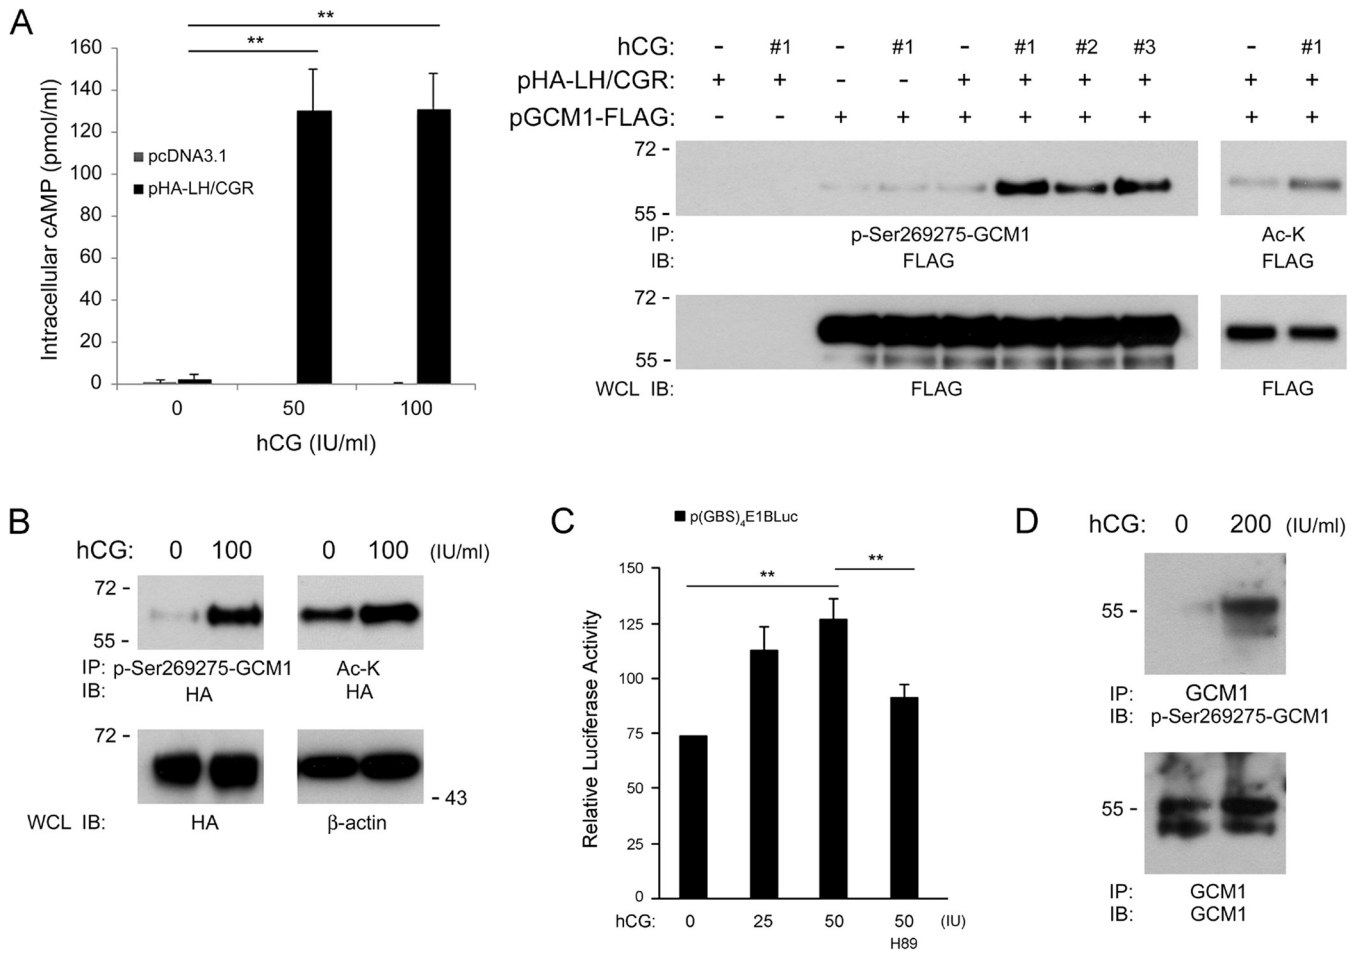 A
**
**
160
140
120
100
80
60
40
20
0
Intracellular cAMP (pmol/ml)
pcDNA3.1
pHA-LH/CGR
0 50 100
hCG (IU/ml)
hCG: - #1 - #1 - #1 #2 #3 - #1
pHA-LH/CGR: + + - - + + + + + +
pGCM1-FLAG: - - + + + + + + + +
72 -
55 -
IP: p-Ser269275-GCM1 Ac-K
IB: FLAG FLAG
72 -
55 -
WCL IB: FLAG FLAG
B
hCG: 0 100 0 100 (IU/ml)
72 -
55 -
IP: p-Ser269275-GCM1 Ac-K
IB: HA HA
72 -
- 43
WCL IB: HA β-actin
C
p(GBS)₄E1BLuc
**
**
150
125
100
75
50
25
0
Relative Luciferase Activity
hCG: 0 25 50 50 (IU)
H89
D
hCG: 0 200 (IU/ml)
55 -
IP: GCM1
IB: p-Ser269275-GCM1
55 -
IP: GCM1
IB: GCM1